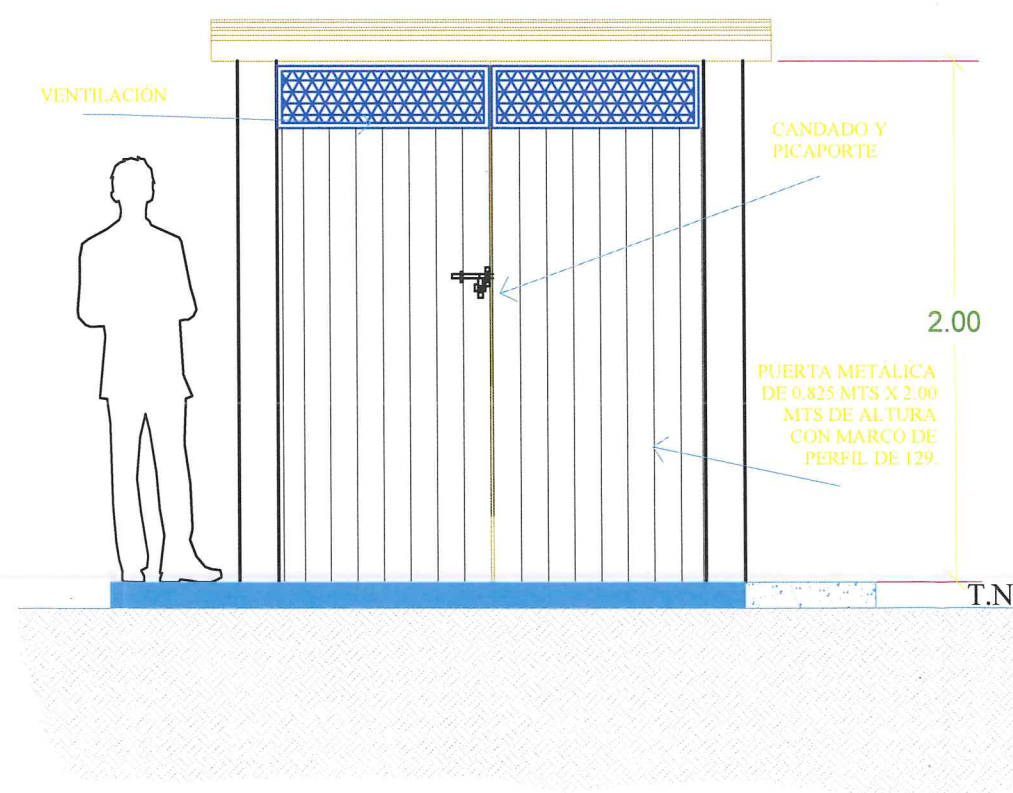 VENTILACIÓN
CANDADO Y
PICAPORTE
2.00
PUERTA METÁLICA
DE 0.825 MTS X 2.00
MTS DE ALTURA
CON MARCO DE
PERFIL DE 129.
T.N